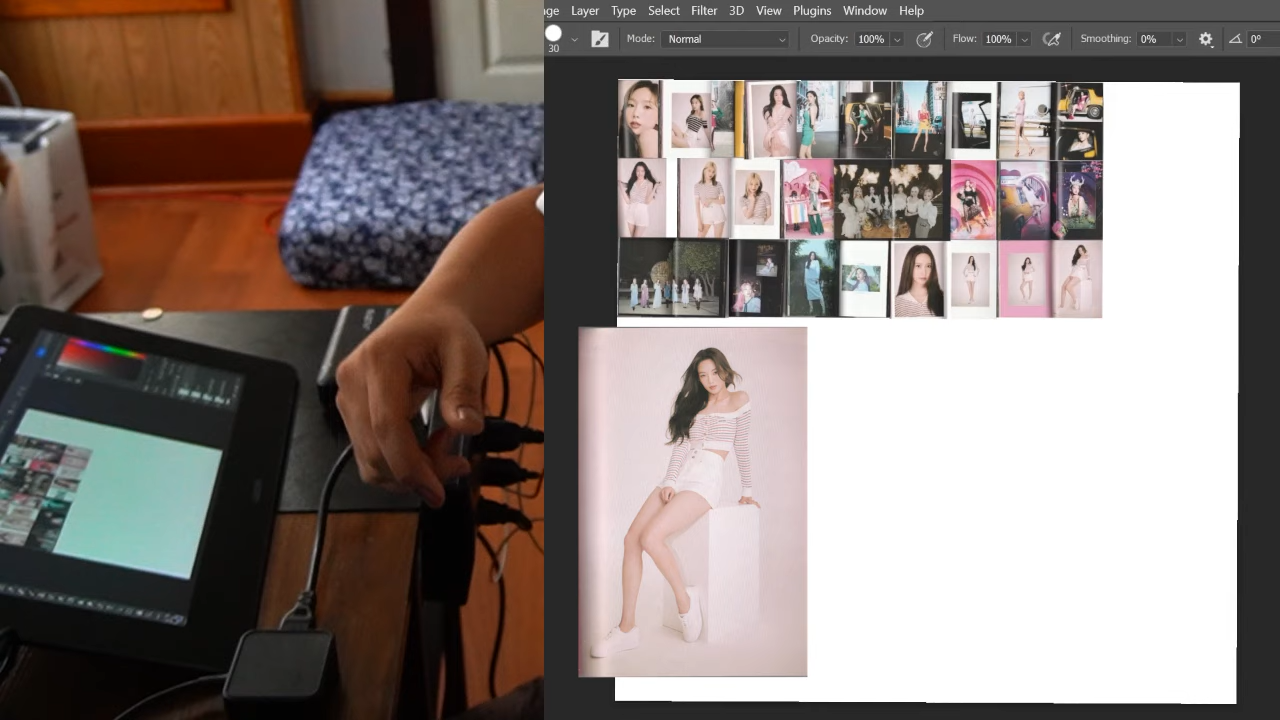 ge Layer Type Select Filter 3D View Plugins Window Help
30 Mode: Normal Opacity: 100% Flow: 100% Smoothing: 0% 0°